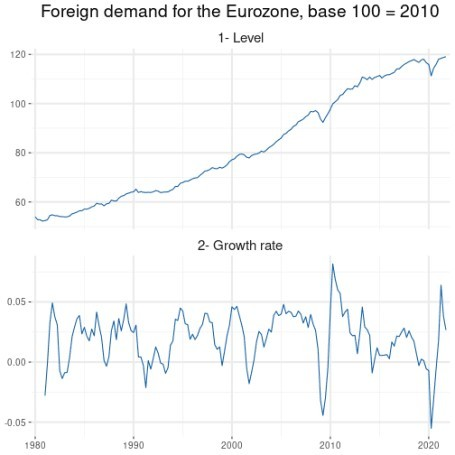 Foreign demand for the Eurozone, base 100 = 2010
1- Level
120
100
80
60
2- Growth rate
0.05
0.00
-0.05
1980 1990 2000 2010 2020